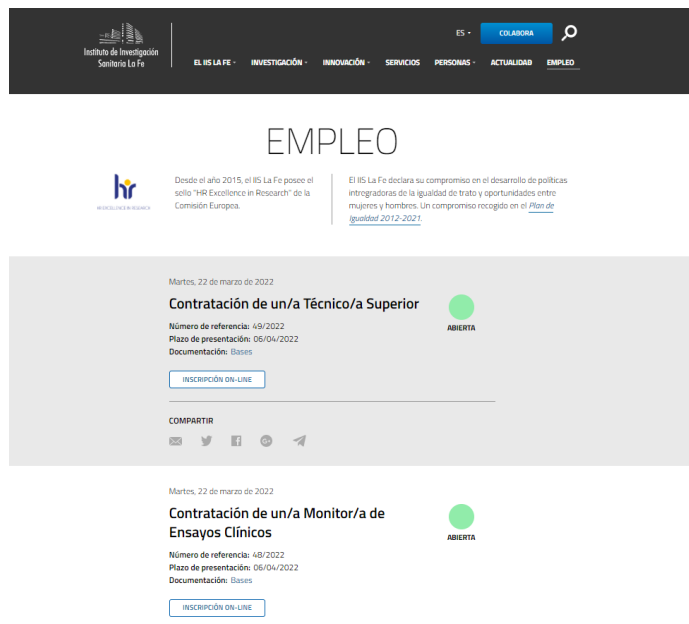 Instituto de Investigación
Sanitaria La Fe
ES
COLABORA
EL IIS LA FE
INVESTIGACIÓN
INNOVACIÓN
SERVICIOS
PERSONAS
ACTUALIDAD
EMPLEO
EMPLEO
hr
HR EXCELLENCE IN RESEARCH
Desde el año 2015, el IIS La Fe posee el
sello "HR Excellence in Research" de la
Comisión Europea.
El IIS La Fe declara su compromiso en el desarrollo de políticas
intregradoras de la igualdad de trato y oportunidades entre
mujeres y hombres. Un compromiso recogido en el Plan de
Igualdad 2012-2021.
Martes, 22 de marzo de 2022
Contratación de un/a Técnico/a Superior
ABIERTA
Número de referencia: 49/2022
Plazo de presentación: 06/04/2022
Documentación: Bases
INSCRIPCIÓN ON-LINE
COMPARTIR
Martes, 22 de marzo de 2022
Contratación de un/a Monitor/a de
Ensayos Clínicos
ABIERTA
Número de referencia: 48/2022
Plazo de presentación: 06/04/2022
Documentación: Bases
INSCRIPCIÓN ON-LINE